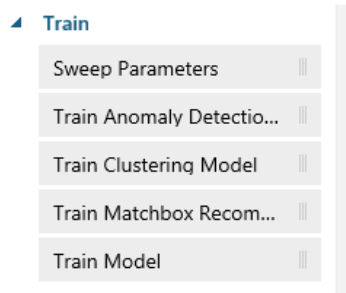 Train
Sweep Parameters
Train Anomaly Detectio...
Train Clustering Model
Train Matchbox Recom...
Train Model